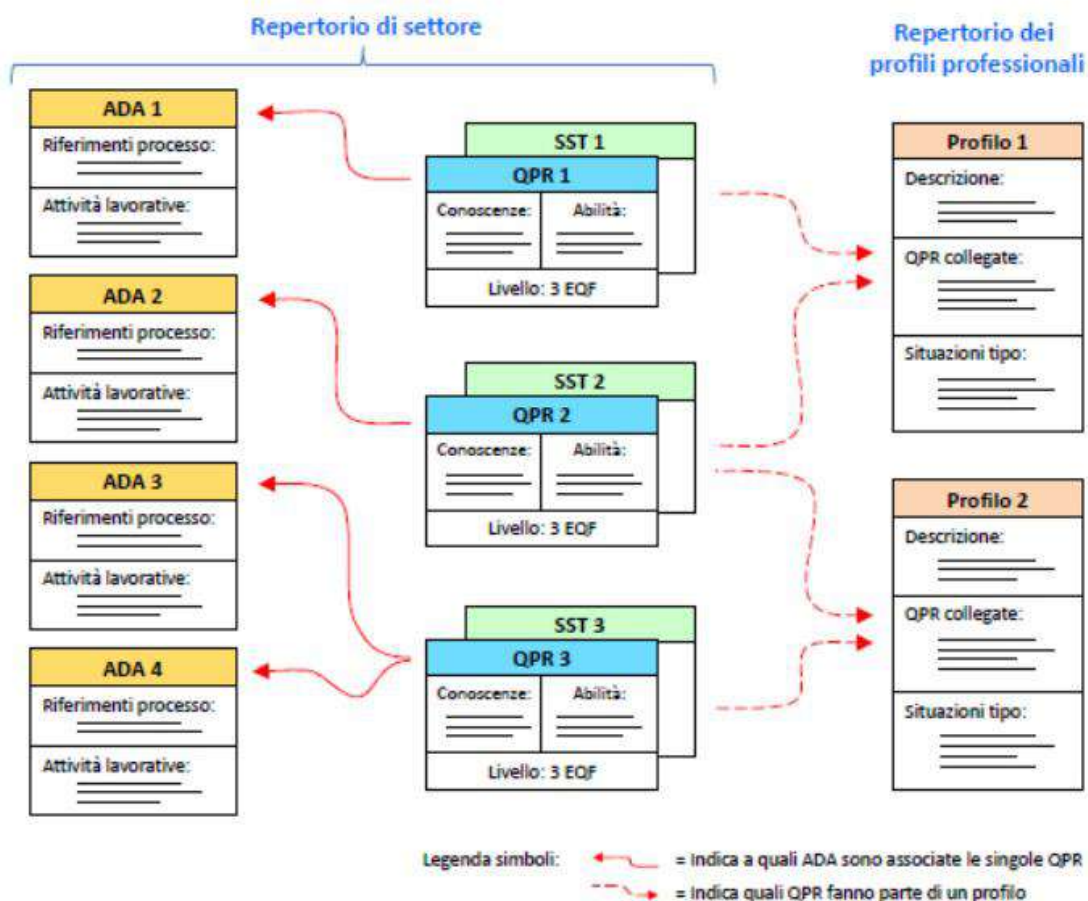 Repertorio di settore
Repertorio dei
profili professionali
ADA 1
Riferimenti processo:
Attività lavorative:
ADA 2
Riferimenti processo:
Attività lavorative:
ADA 3
Riferimenti processo:
Attività lavorative:
ADA 4
Riferimenti processo:
Attività lavorative:
SST 1
QPR 1
Conoscenze: Abilità:
Livello: 3 EQF
SST 2
QPR 2
Conoscenze: Abilità:
Livello: 3 EQF
SST 3
QPR 3
Conoscenze: Abilità:
Livello: 3 EQF
Profilo 1
Descrizione:
QPR collegate:
Situazioni tipo:
Profilo 2
Descrizione:
QPR collegate:
Situazioni tipo:
Legenda simboli: = Indica a quali ADA sono associate le singole QPR
= Indica quali QPR fanno parte di un profilo